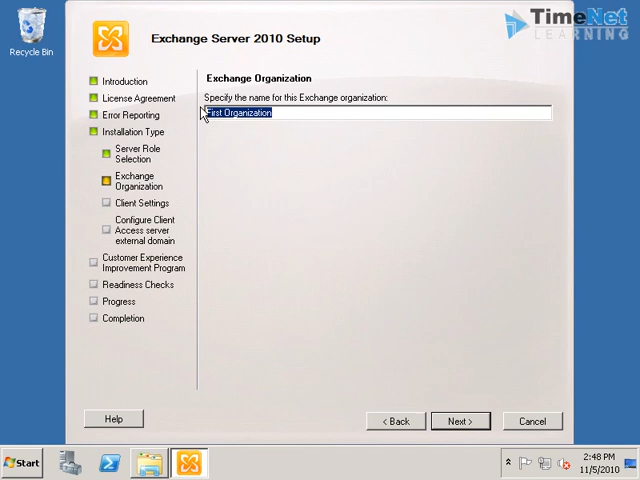 Recycle Bin
Exchange Server 2010 Setup
TimeNet
LEARNING
Introduction
License Agreement
Error Reporting
Installation Type
Server Role
Selection
Exchange
Organization
Client Settings
Configure Client
Access server
external domain
Customer Experience
Improvement Program
Readiness Checks
Progress
Completion
Exchange Organization
Specify the name for this Exchange organization:
First Organization
Help
< Back
Next >
Cancel
Start
2:48 PM
11/5/2010